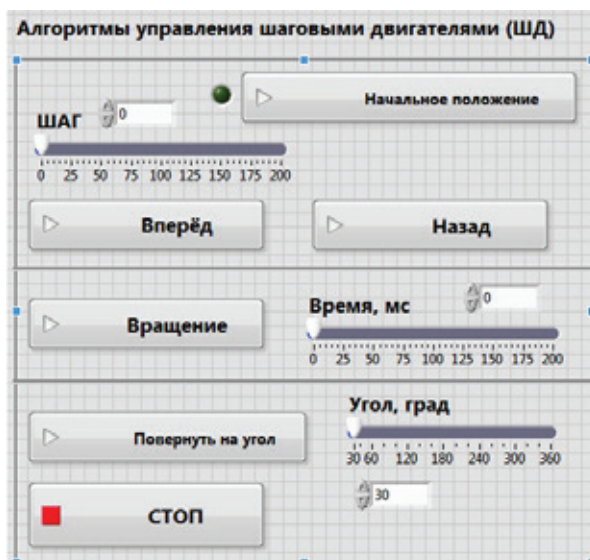 Алгоритмы управления шаговыми двигателями (ШД)
Начальное положение
ШАГ 0
0 25 50 75 100 125 150 175 200
Вперёд Назад
Вращение
Время, мс 0
0 25 50 75 100 125 150 175 200
Угол, град
Повернуть на угол
30 60 120 180 240 300 360
30
СТОП